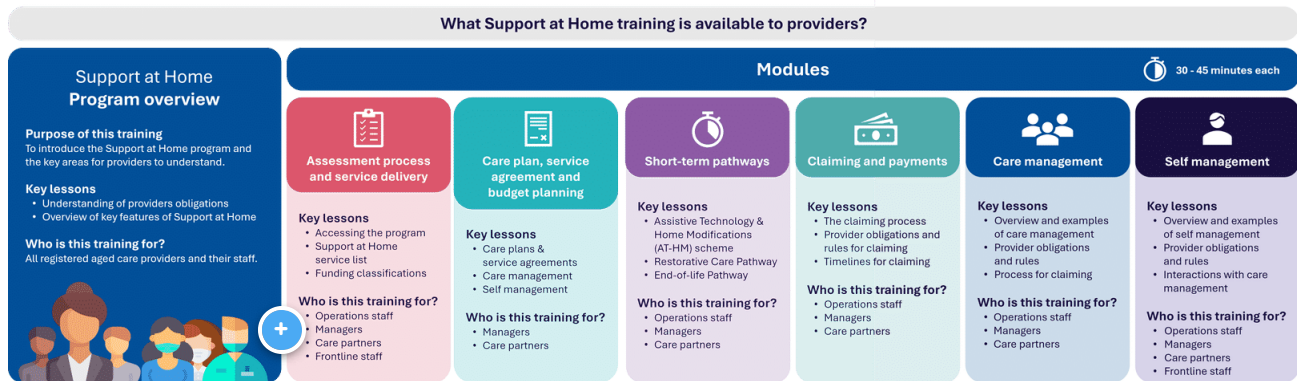 What Support at Home training is available to providers?
Support at Home
Program overview
Purpose of this training
To introduce the Support at Home program and
the key areas for providers to understand.
Key lessons
• Understanding of providers obligations
• Overview of key features of Support at Home
Who is this training for?
All registered aged care providers and their staff.
Modules
30 - 45 minutes each
Assessment process
and service delivery
Key lessons
• Accessing the program
• Support at Home
service list
• Funding classifications
Who is this training for?
• Operations staff
• Managers
• Care partners
• Frontline staff
Care plan, service
agreement and
budget planning
Key lessons
• Care plans &
service agreements
• Care management
• Self management
Who is this training for?
• Managers
• Care partners
Short-term pathways
Key lessons
• Assistive Technology &
Home Modifications
(AT-HM) scheme
• Restorative Care Pathway
• End-of-life Pathway
Who is this training for?
• Operations staff
• Managers
• Care partners
Claiming and payments
Key lessons
• The claiming process
• Provider obligations and
rules for claiming
• Timelines for claiming
Who is this training for?
• Operations staff
• Managers
• Care partners
Care management
Key lessons
• Overview and examples
of care management
• Provider obligations
and rules
• Process for claiming
Who is this training for?
• Operations staff
• Managers
• Care partners
Self management
Key lessons
• Overview and examples
of self management
• Provider obligations
and rules
• Interactions with care
management
Who is this training for?
• Operations staff
• Managers
• Care partners
• Frontline staff